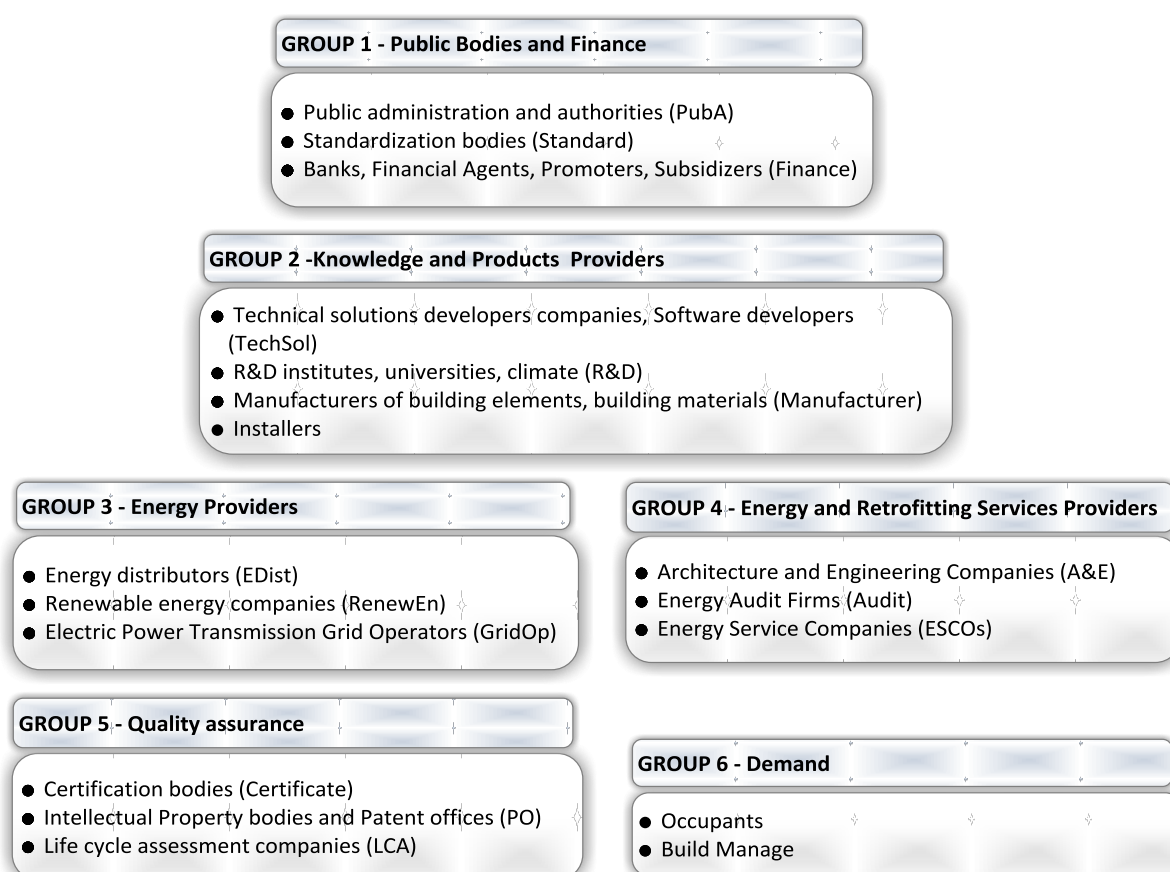 GROUP 1 - Public Bodies and Finance
● Public administration and authorities (PubA)
● Standardization bodies (Standard)
● Banks, Financial Agents, Promoters, Subsidizers (Finance)
GROUP 2 -Knowledge and Products  Providers
● Technical solutions developers companies, Software developers
(TechSol)
● R&D institutes, universities, climate (R&D)
● Manufacturers of building elements, building materials (Manufacturer)
● Installers
GROUP 3 - Energy Providers
● Energy distributors (EDist)
● Renewable energy companies (RenewEn)
● Electric Power Transmission Grid Operators (GridOp)
GROUP 4 - Energy and Retrofitting Services Providers
● Architecture and Engineering Companies (A&E)
● Energy Audit Firms (Audit)
● Energy Service Companies (ESCOs)
GROUP 5 - Quality assurance
● Certification bodies (Certificate)
● Intellectual Property bodies and Patent offices (PO)
● Life cycle assessment companies (LCA)
GROUP 6 - Demand
● Occupants
● Build Manage